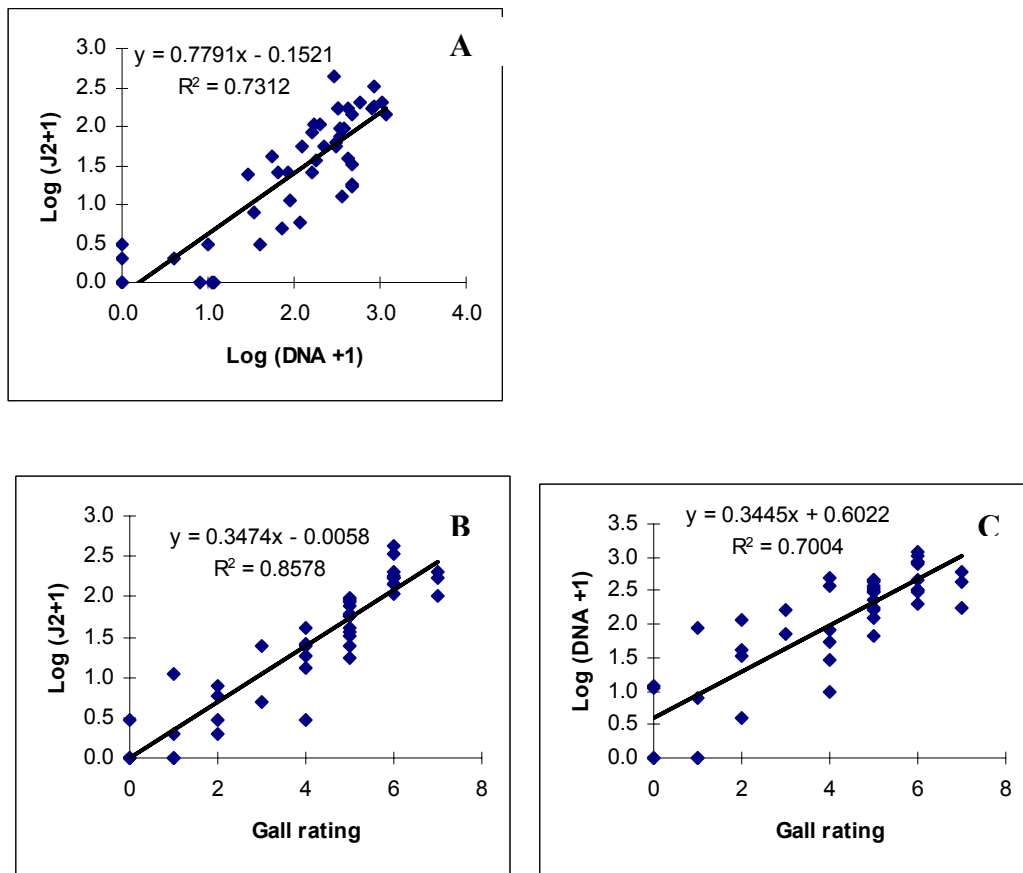 A
y = 0.7791x - 0.1521
R² = 0.7312
3.0
2.5
2.0
1.5
1.0
0.5
0.0
Log (J2+1)
0.0 1.0 2.0 3.0 4.0
Log (DNA +1)
B
y = 0.3474x - 0.0058
R² = 0.8578
3.0
2.5
2.0
1.5
1.0
0.5
0.0
Log (J2+1)
0 2 4 6 8
Gall rating
C
y = 0.3445x + 0.6022
R² = 0.7004
3.5
3.0
2.5
2.0
1.5
1.0
0.5
0.0
Log (DNA +1)
0 2 4 6 8
Gall rating